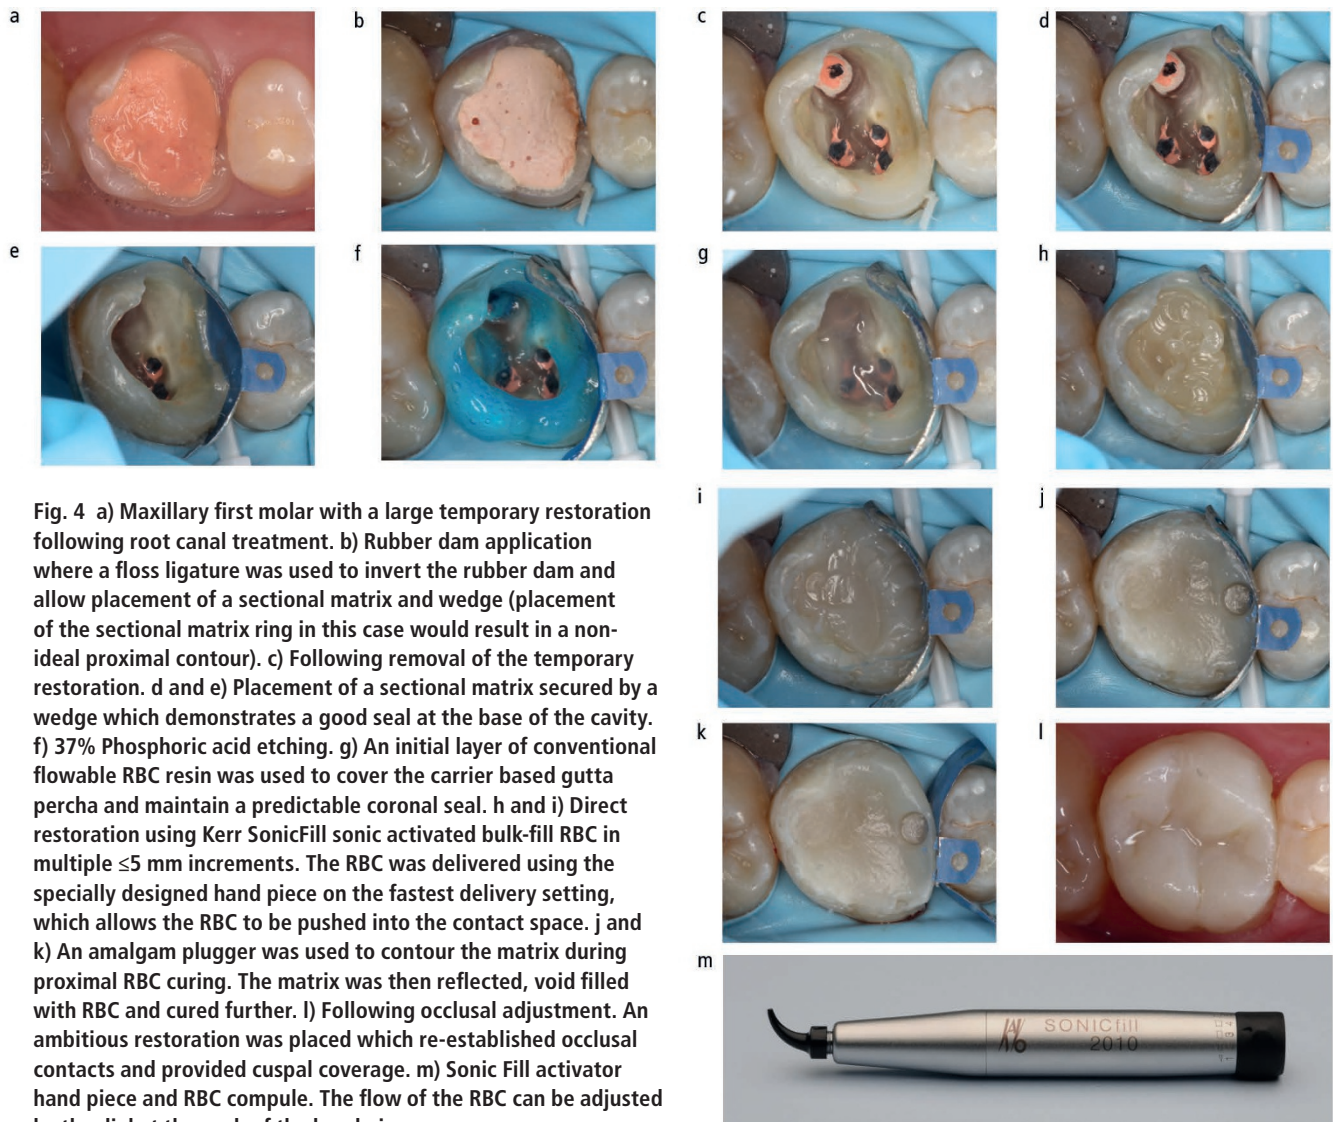 a
b
c
d
e
f
g
h
Fig. 4 a) Maxillary first molar with a large temporary restoration
following root canal treatment. b) Rubber dam application
where a floss ligature was used to invert the rubber dam and
allow placement of a sectional matrix and wedge (placement
of the sectional matrix ring in this case would result in a non-
ideal proximal contour). c) Following removal of the temporary
restoration. d and e) Placement of a sectional matrix secured by a
wedge which demonstrates a good seal at the base of the cavity.
f) 37% Phosphoric acid etching. g) An initial layer of conventional
flowable RBC resin was used to cover the carrier based gutta
percha and maintain a predictable coronal seal. h and i) Direct
restoration using Kerr SonicFill sonic activated bulk-fill RBC in
multiple ≤5 mm increments. The RBC was delivered using the
specially designed hand piece on the fastest delivery setting,
which allows the RBC to be pushed into the contact space. j and
k) An amalgam plugger was used to contour the matrix during
proximal RBC curing. The matrix was then reflected, void filled
with RBC and cured further. l) Following occlusal adjustment. An
ambitious restoration was placed which re-established occlusal
contacts and provided cuspal coverage. m) Sonic Fill activator
hand piece and RBC compule. The flow of the RBC can be adjusted
i
j
k
l
m
SONICfill
2010